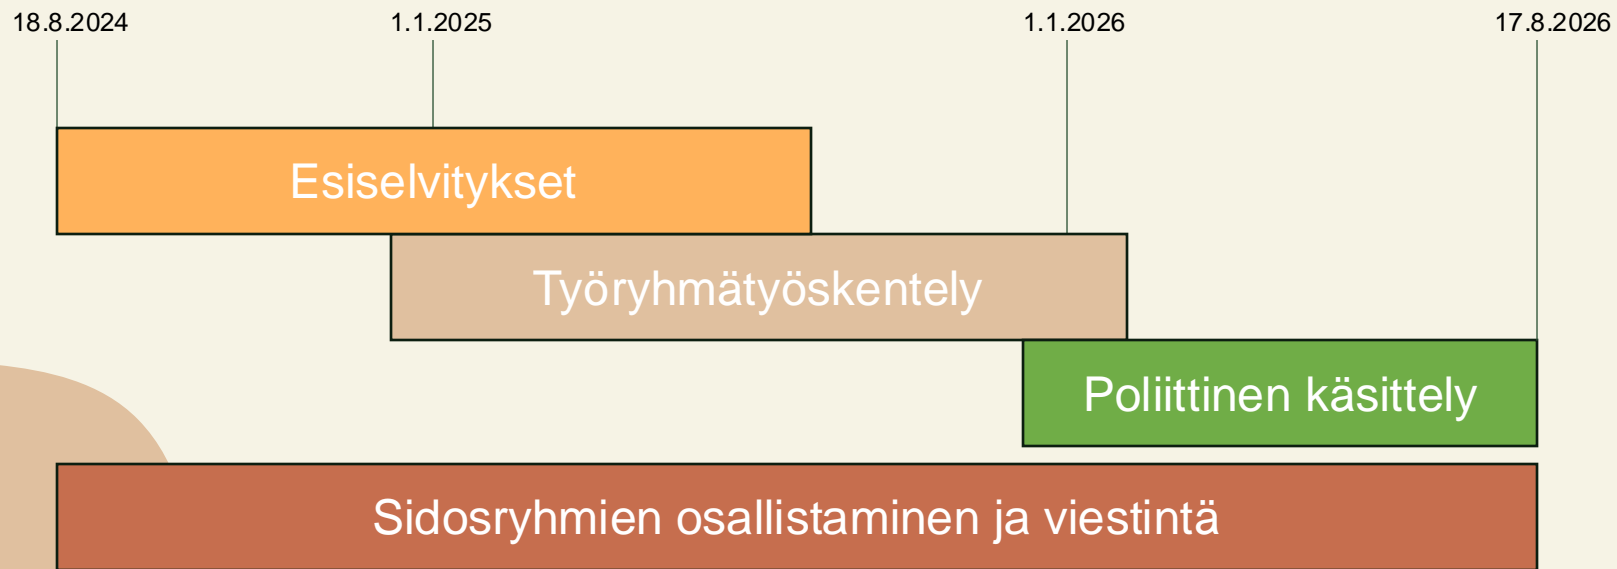 18.8.2024
1.1.2025
1.1.2026
17.8.2026
Esiselvitykset
Työryhmätyöskentely
Poliittinen käsittely
Sidosryhmien osallistaminen ja viestintä